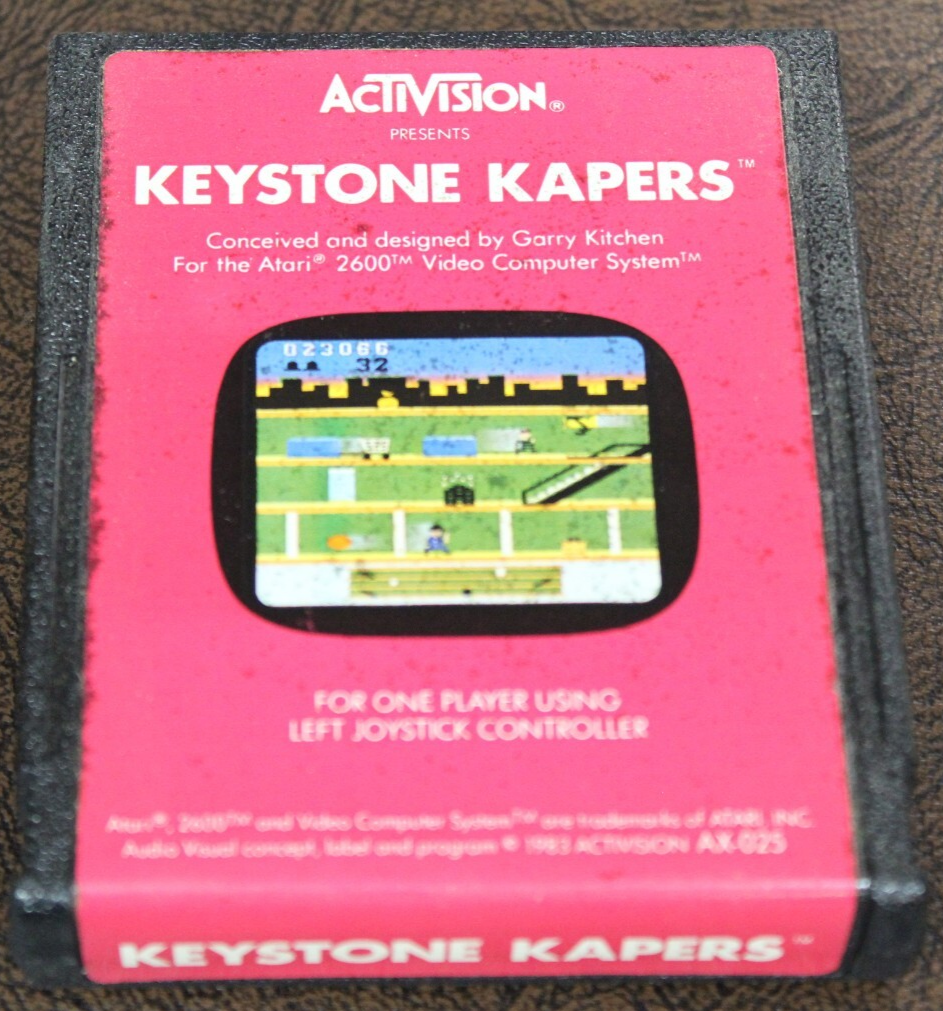 ACTIVISION®
PRESENTS
KEYSTONE KAPERS™
Conceived and designed by Garry Kitchen
For the Atari® 2600™ Video Computer System™
023066
32
FOR ONE PLAYER USING
LEFT JOYSTICK CONTROLLER
Atari®, 2600™ and Video Computer System™ are trademarks of ATARI, INC.
Audio Visual concept, label and program © 1983 ACTIVISION AX-025
KEYSTONE KAPERS™